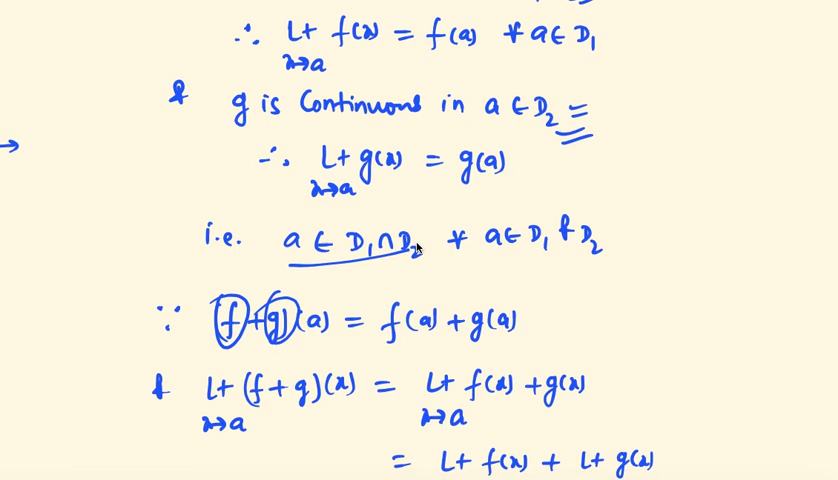 ∴ Lt f(x) = f(a) ∀ a ∈ D₁
x→a
& g is Continuous in a ∈ D₂
→
∴ Lt g(x) = g(a)
x→a
i.e. a ∈ D₁∩D₂ ∀ a ∈ D₁ & D₂
∵ (f+g)(a) = f(a) + g(a)
& Lt (f+g)(x) = Lt f(x) + g(x)
x→a x→a
= Lt f(x) + Lt g(x)